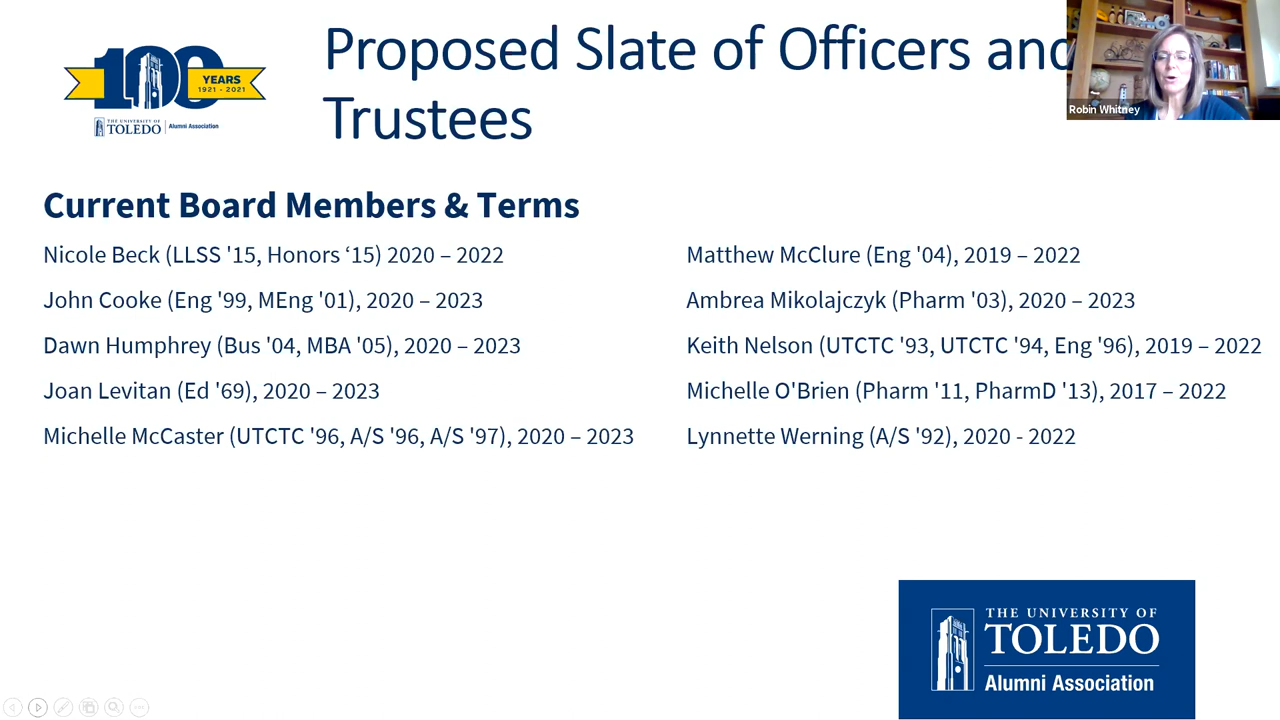 100
YEARS
1921 - 2021
THE UNIVERSITY OF
TOLEDO
Alumni Association
Proposed Slate of Officers and
Trustees
Robin Whitney
Current Board Members & Terms
Nicole Beck (LLSS '15, Honors ‘15) 2020 – 2022
John Cooke (Eng '99, MEng '01), 2020 – 2023
Dawn Humphrey (Bus '04, MBA '05), 2020 – 2023
Joan Levitan (Ed '69), 2020 – 2023
Michelle McCaster (UTCTC '96, A/S '96, A/S '97), 2020 – 2023
Matthew McClure (Eng '04), 2019 – 2022
Ambrea Mikolajczyk (Pharm '03), 2020 – 2023
Keith Nelson (UTCTC '93, UTCTC '94, Eng '96), 2019 – 2022
Michelle O'Brien (Pharm '11, PharmD '13), 2017 – 2022
Lynnette Werning (A/S '92), 2020 - 2022
THE UNIVERSITY OF
TOLEDO
Alumni Association